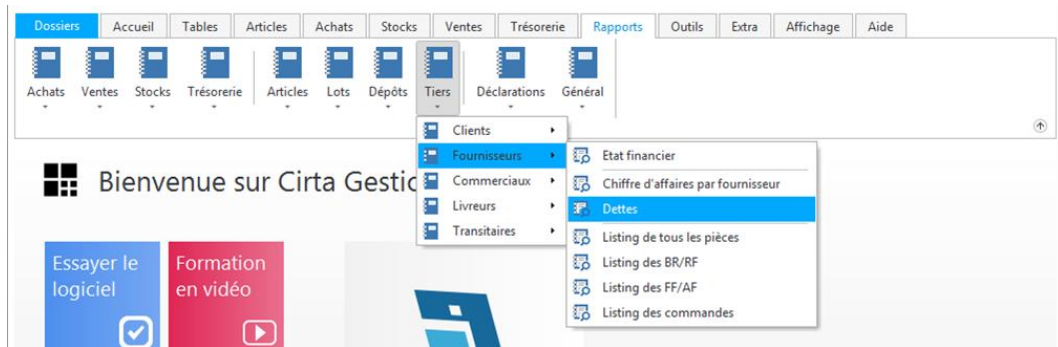 Dossiers Accueil Tables Articles Achats Stocks Ventes Trésorerie Rapports Outils Extra Affichage Aide
Achats Ventes Stocks Trésorerie Articles Lots Dépôts Tiers Déclarations Général
Clients
Fournisseurs
Commerciaux
Livreurs
Transitaires
Etat financier
Chiffre d'affaires par fournisseur
Dettes
Listing de tous les pièces
Listing des BR/RF
Listing des FF/AF
Listing des commandes
Bienvenue sur Cirta Gestic
Essayer le
logiciel
Formation
en vidéo